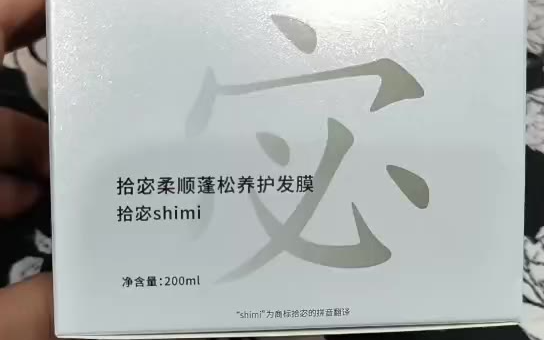 宓
拾宓柔顺蓬松养护发膜
拾宓shimi
净含量:200ml
"shimi"为商标拾宓的拼音翻译